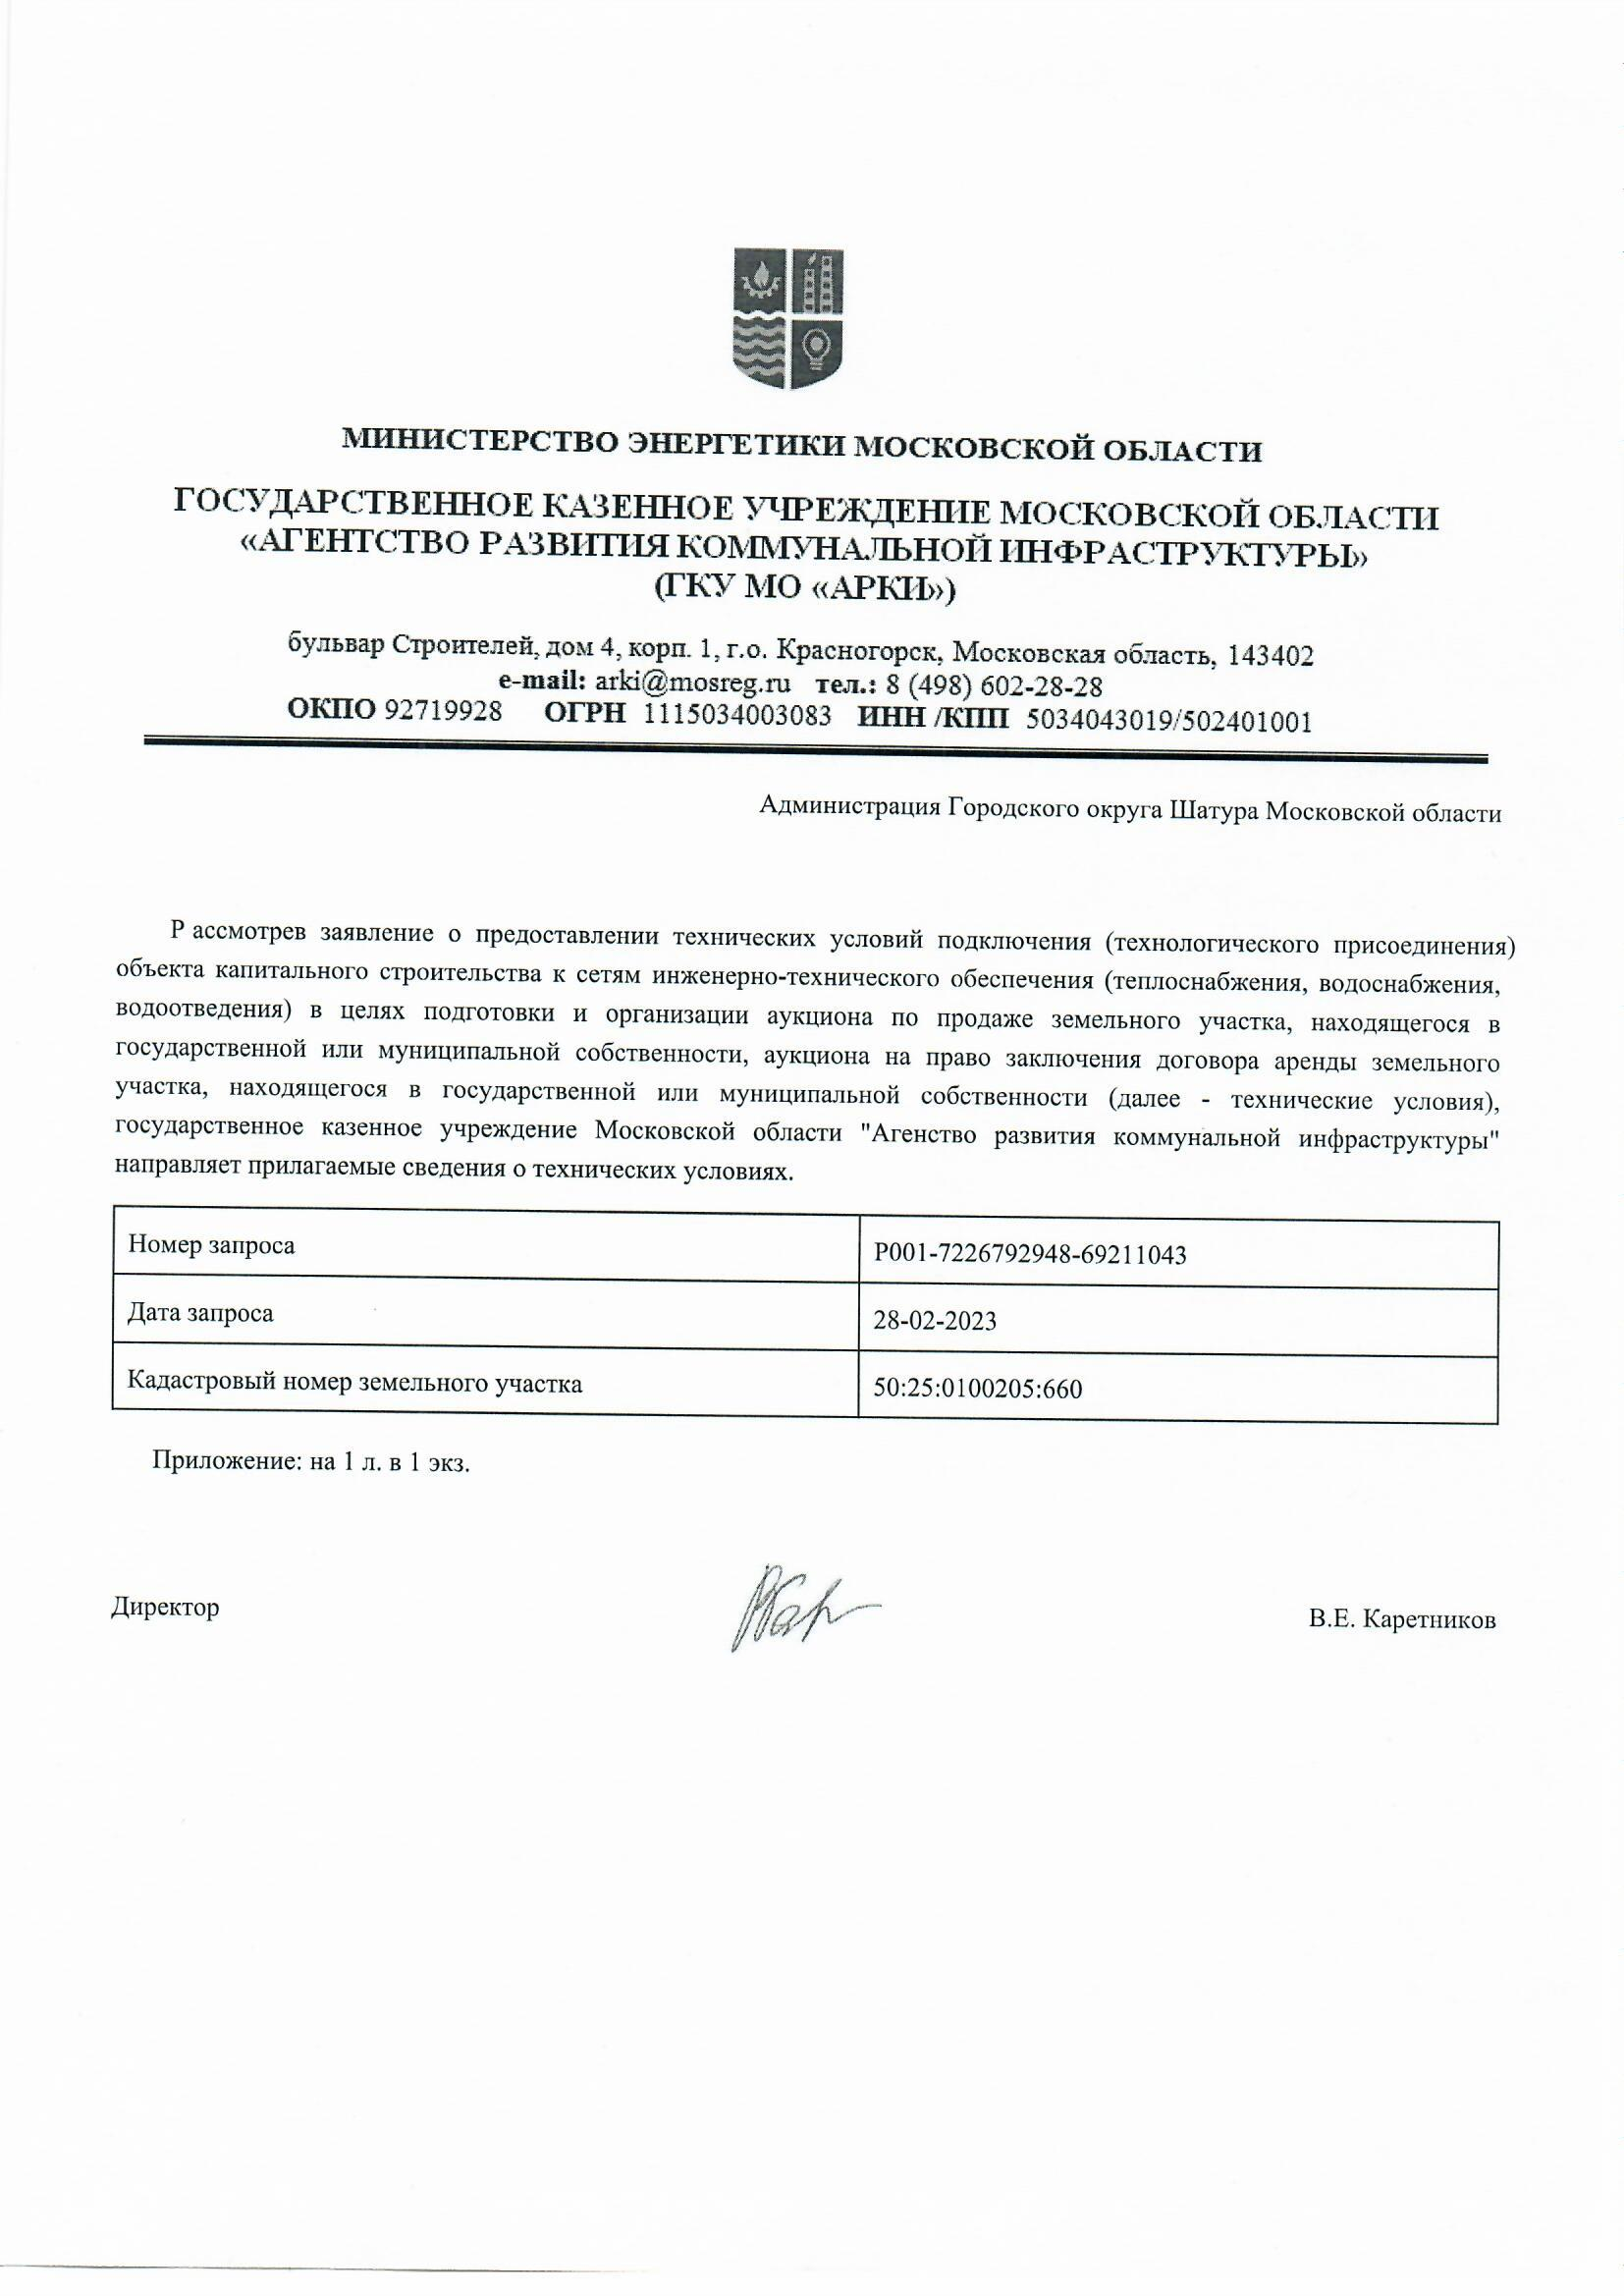 МИНИСТЕРСТВО ЭНЕРГЕТИКИ МОСКОВСКОЙ ОБЛАСТИ
ГОСУДАРСТВЕННОЕ КАЗЕННОЕ УЧРЕЖДЕНИЕ МОСКОВСКОЙ ОБЛАСТИ
«АГЕНТСТВО РАЗВИТИЯ КОММУНАЛЬНОЙ ИНФРАСТРУКТУРЫ»
(ГКУ МО «АРКИ»)
бульвар Строителей, дом 4, корп. 1, г.о. Красногорск, Московская область, 143402
e-mail: arki@mosreg.ru тел.: 8 (498) 602-28-28
ОКПО 92719928 ОГРН 1115034003083 ИНН /КПП 5034043019/502401001
Администрация Городского округа Шатура Московской области
Р ассмотрев заявление о предоставлении технических условий подключения (технологического присоединения)
объекта капитального строительства к сетям инженерно-технического обеспечения (теплоснабжения, водоснабжения,
водоотведения) в целях подготовки и организации аукциона по продаже земельного участка, находящегося в
государственной или муниципальной собственности, аукциона на право заключения договора аренды земельного
участка, находящегося в государственной или муниципальной собственности (далее - технические условия),
государственное казенное учреждение Московской области "Агенство развития коммунальной инфраструктуры"
направляет прилагаемые сведения о технических условиях.
Номер запроса P001-7226792948-69211043
Дата запроса 28-02-2023
Кадастровый номер земельного участка 50:25:0100205:660
Приложение: на 1 л. в 1 экз.
Директор В.Е. Каретников